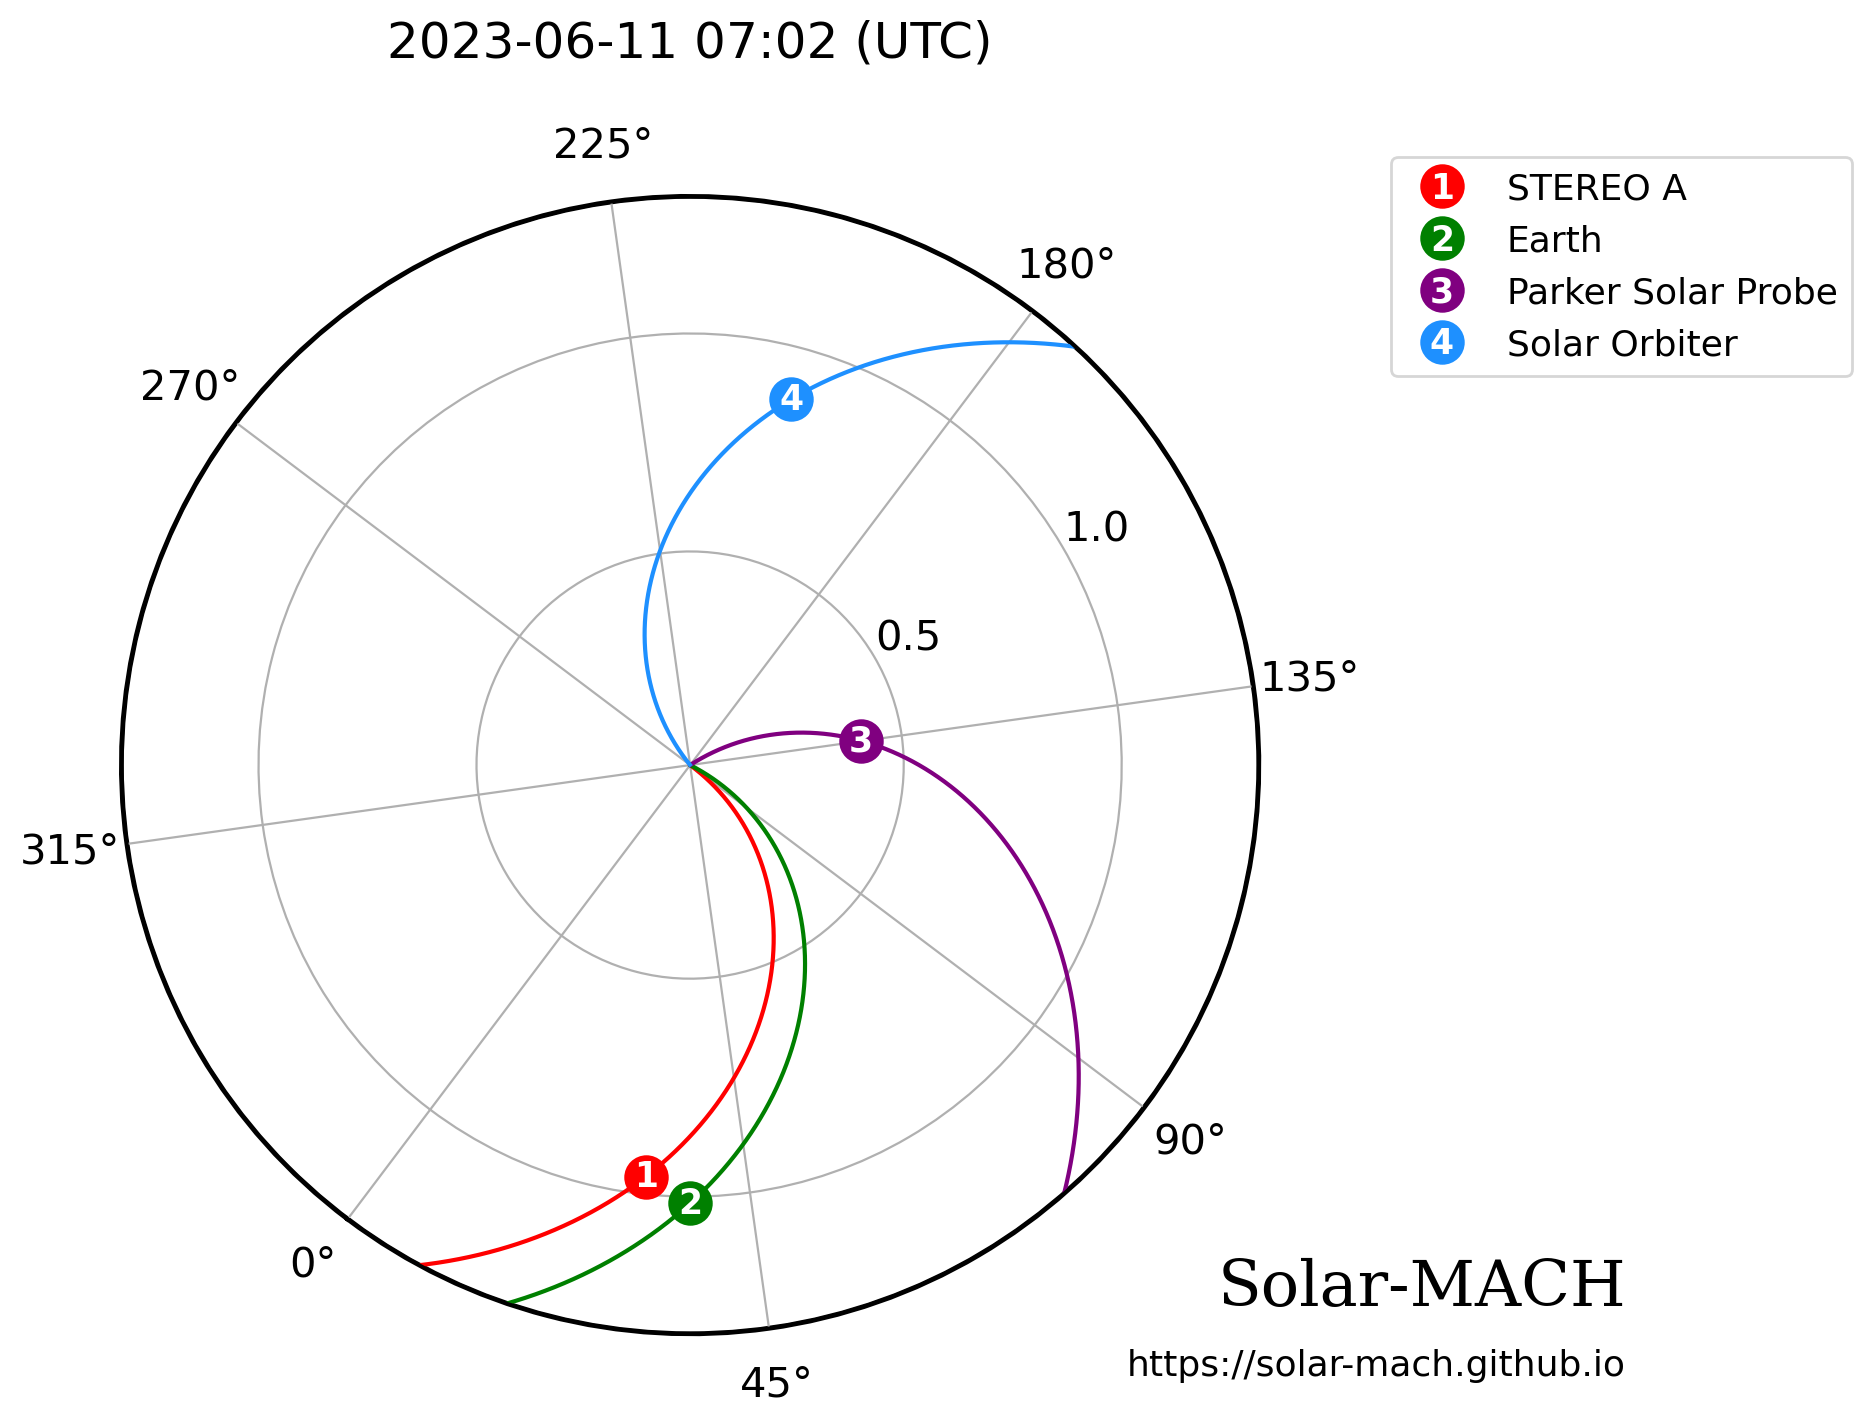 2023-06-11 07:02 (UTC)
225°
180°
270°
135°
315°
90°
0°
45°
1.0
0.5
1
2
3
4
1 STEREO A
2 Earth
3 Parker Solar Probe
4 Solar Orbiter
Solar-MACH
https://solar-mach.github.io